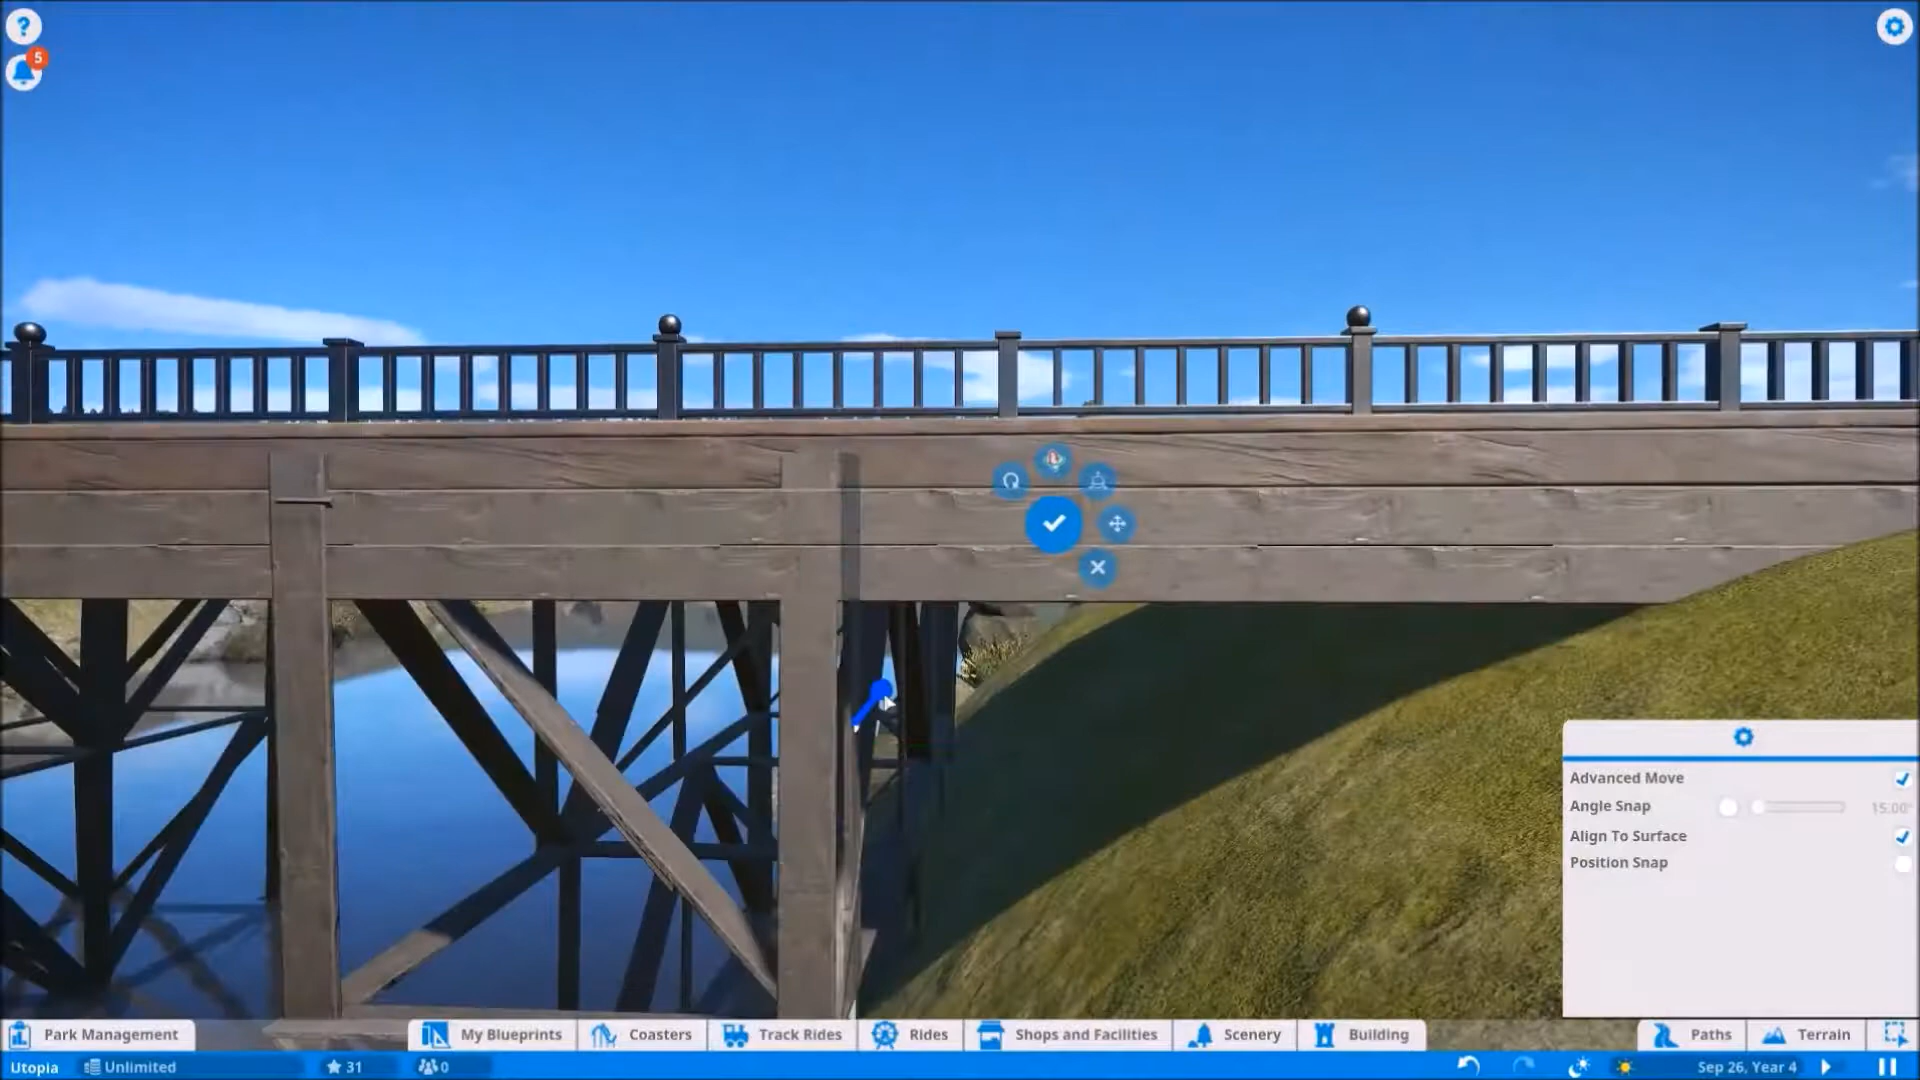 ?
5
Advanced Move
Angle Snap 15.00°
Align To Surface
Position Snap
Park Management
My Blueprints
Coasters
Track Rides
Rides
Shops and Facilities
Scenery
Building
Paths
Terrain
Utopia
Unlimited
31
0
Sep 26, Year 4